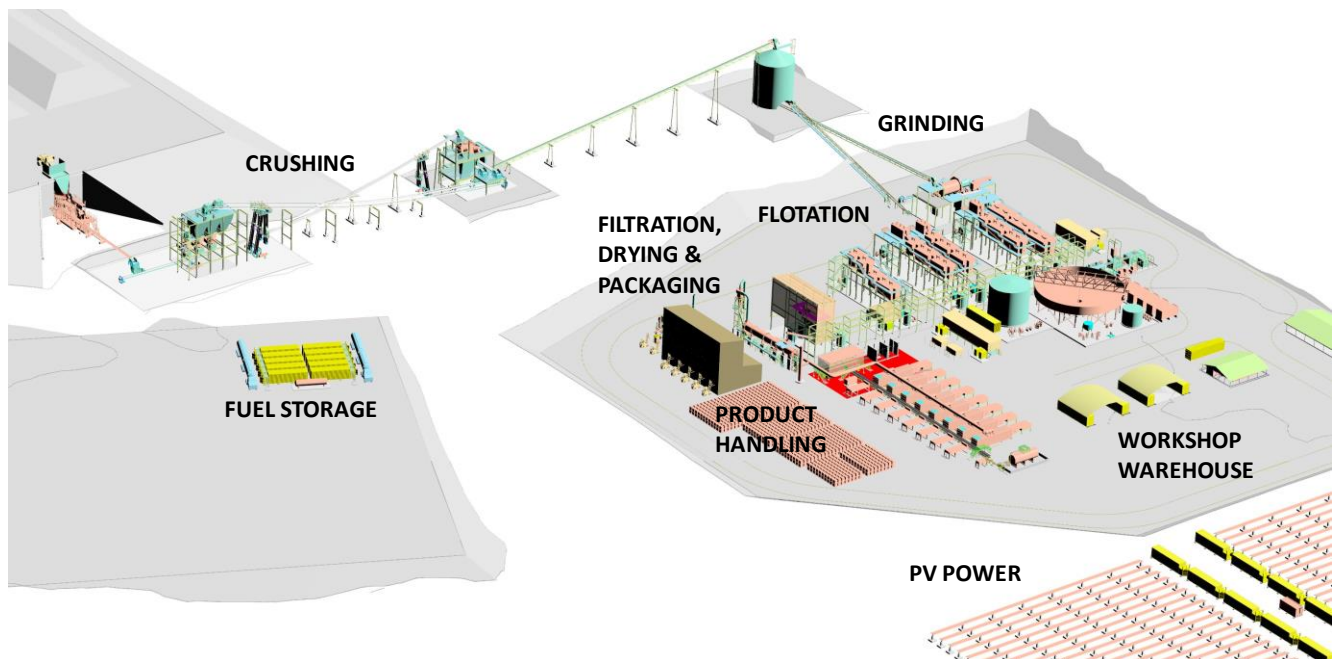 CRUSHING
GRINDING
FLOTATION
FILTRATION,
DRYING &
PACKAGING
FUEL STORAGE
PRODUCT
HANDLING
WORKSHOP
WAREHOUSE
PV POWER